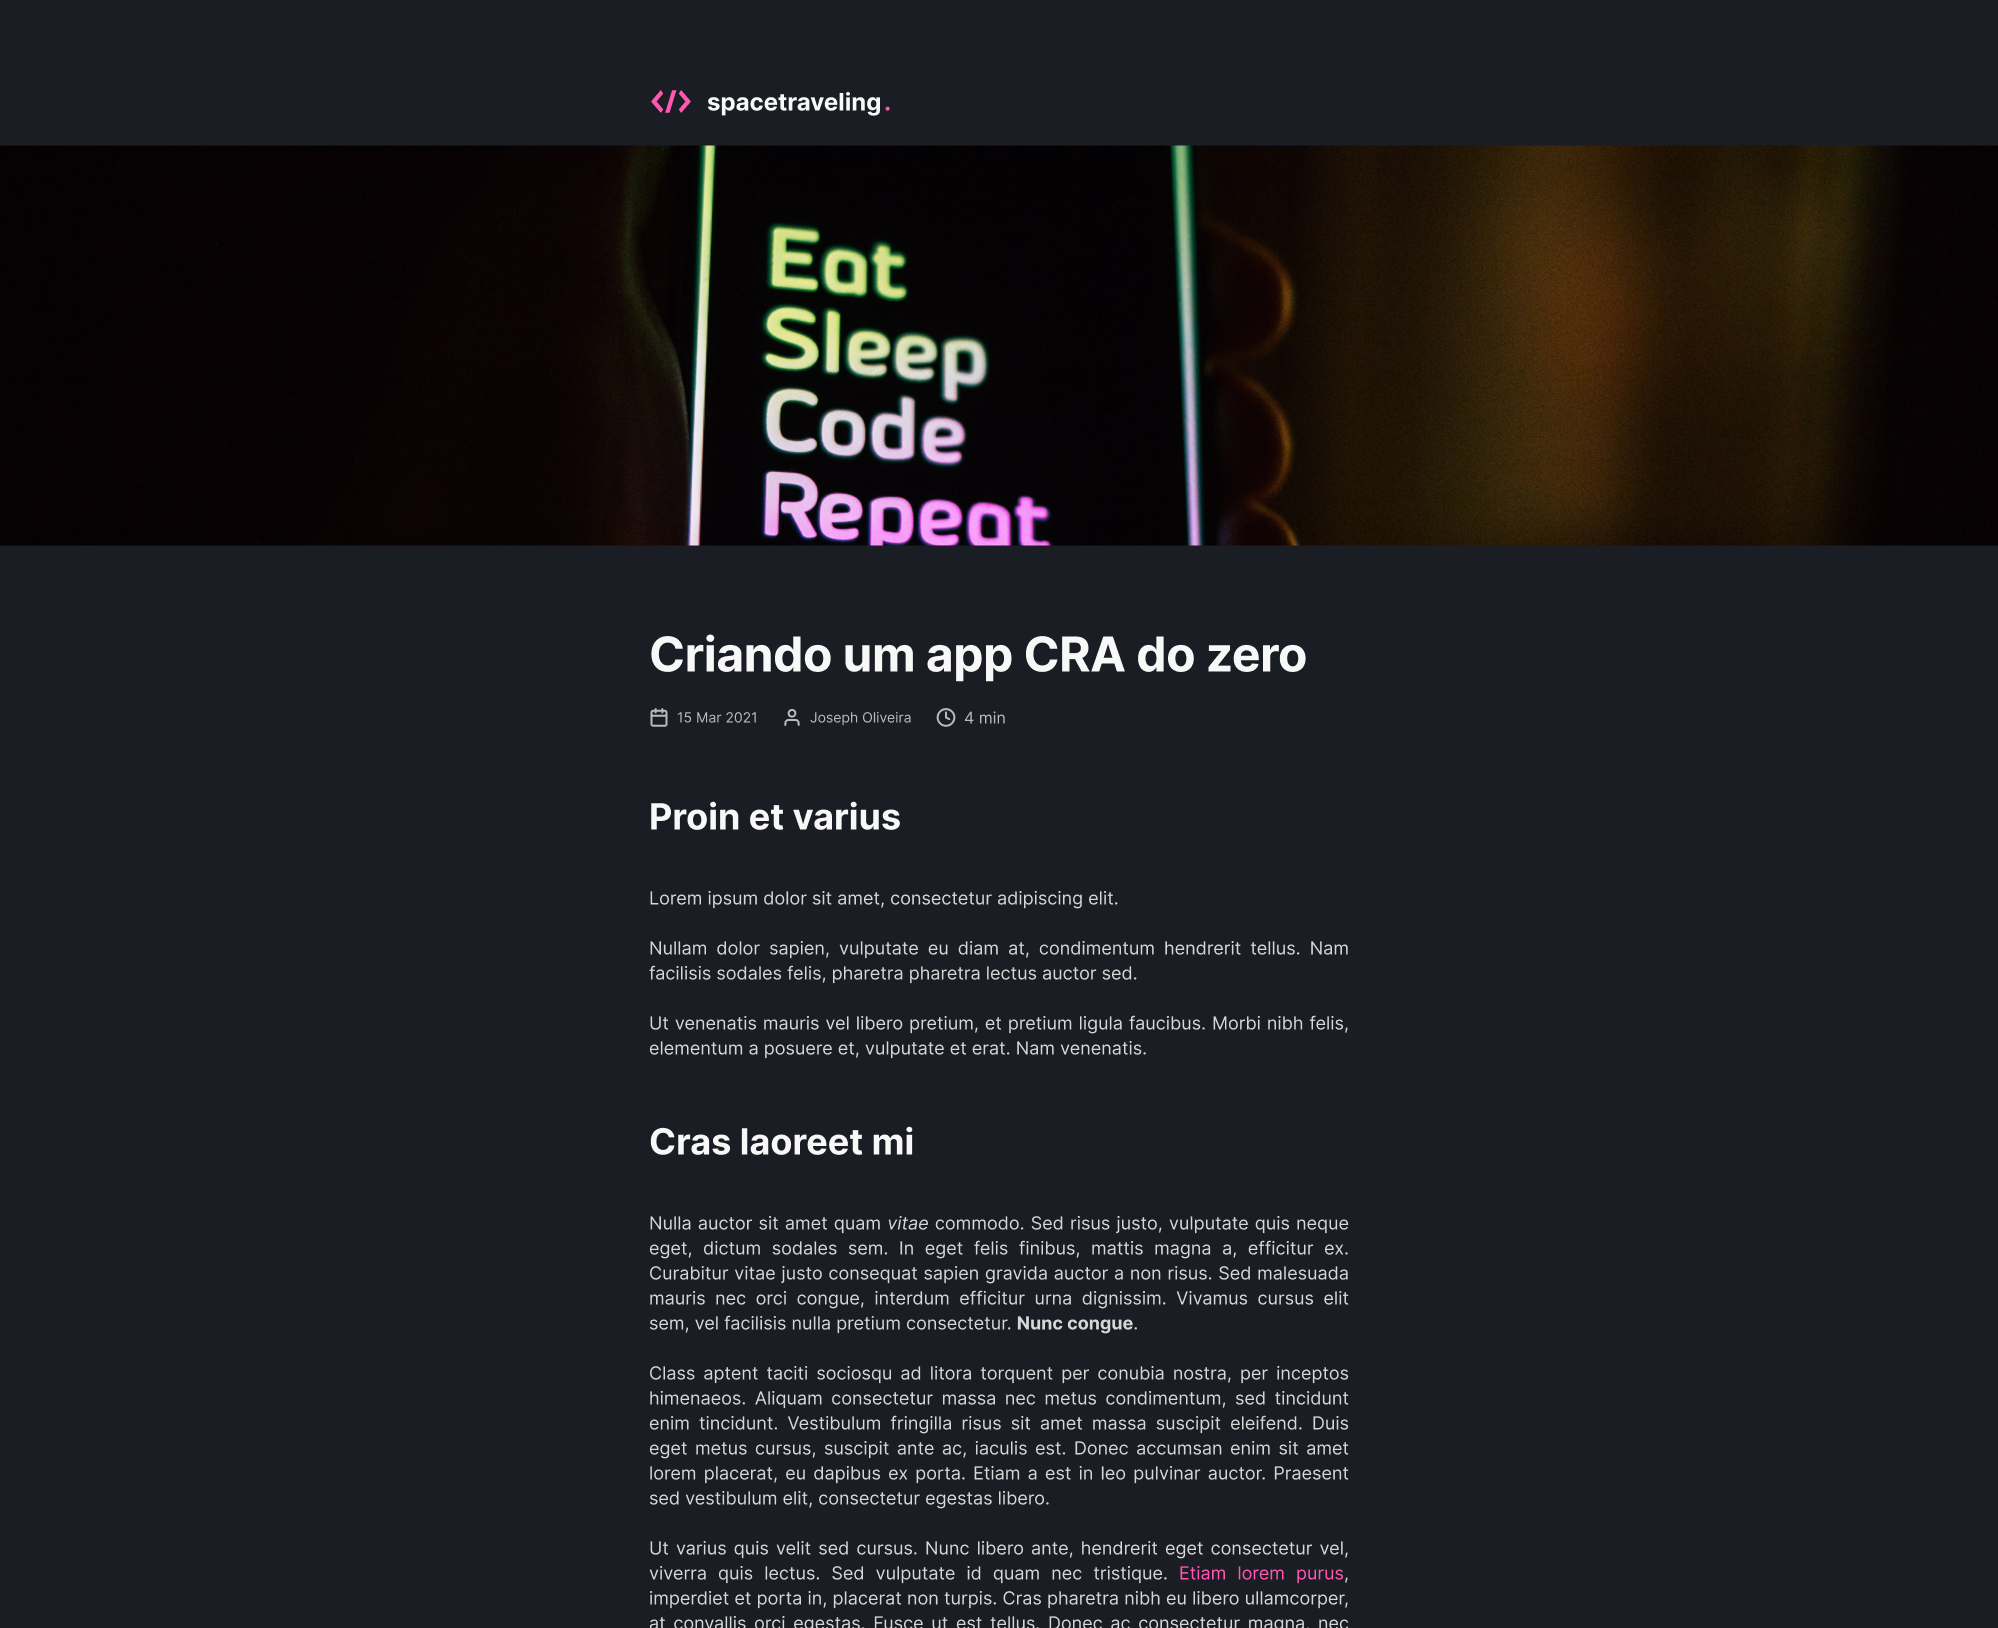 </> spacetraveling.
Eat
Sleep
Code
Repeat
Criando um app CRA do zero
15 Mar 2021 Joseph Oliveira 4 min
Proin et varius
Lorem ipsum dolor sit amet, consectetur adipiscing elit.
Nullam dolor sapien, vulputate eu diam at, condimentum hendrerit tellus. Nam
facilisis sodales felis, pharetra pharetra lectus auctor sed.
Ut venenatis mauris vel libero pretium, et pretium ligula faucibus. Morbi nibh felis,
elementum a posuere et, vulputate et erat. Nam venenatis.
Cras laoreet mi
Nulla auctor sit amet quam vitae commodo. Sed risus justo, vulputate quis neque
eget, dictum sodales sem. In eget felis finibus, mattis magna a, efficitur ex.
Curabitur vitae justo consequat sapien gravida auctor a non risus. Sed malesuada
mauris nec orci congue, interdum efficitur urna dignissim. Vivamus cursus elit
sem, vel facilisis nulla pretium consectetur. Nunc congue.
Class aptent taciti sociosqu ad litora torquent per conubia nostra, per inceptos
himenaeos. Aliquam consectetur massa nec metus condimentum, sed tincidunt
enim tincidunt. Vestibulum fringilla risus sit amet massa suscipit eleifend. Duis
eget metus cursus, suscipit ante ac, iaculis est. Donec accumsan enim sit amet
lorem placerat, eu dapibus ex porta. Etiam a est in leo pulvinar auctor. Praesent
sed vestibulum elit, consectetur egestas libero.
Ut varius quis velit sed cursus. Nunc libero ante, hendrerit eget consectetur vel,
viverra quis lectus. Sed vulputate id quam nec tristique. Etiam lorem purus,
imperdiet et porta in, placerat non turpis. Cras pharetra nibh eu libero ullamcorper,
at convallis orci egestas. Fusce ut est tellus. Donec ac consectetur magna, nec